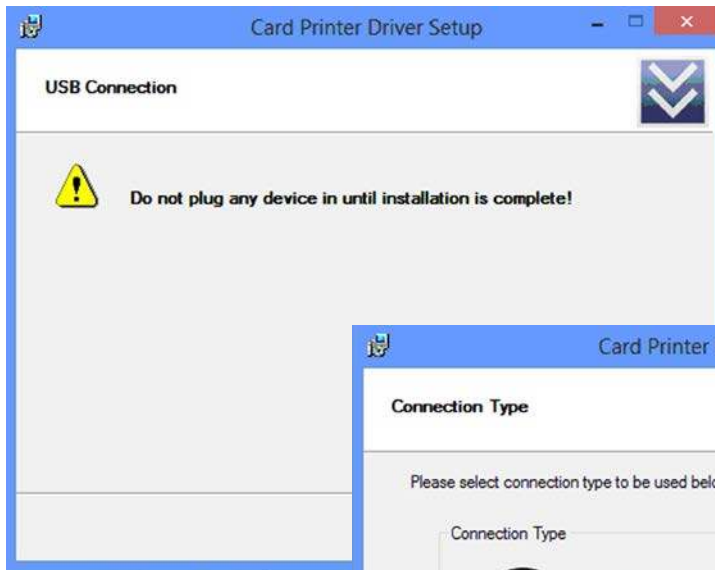 Card Printer Driver Setup
USB Connection
Do not plug any device in until installation is complete!
Card Printer
Connection Type
Please select connection type to be used
Connection Type